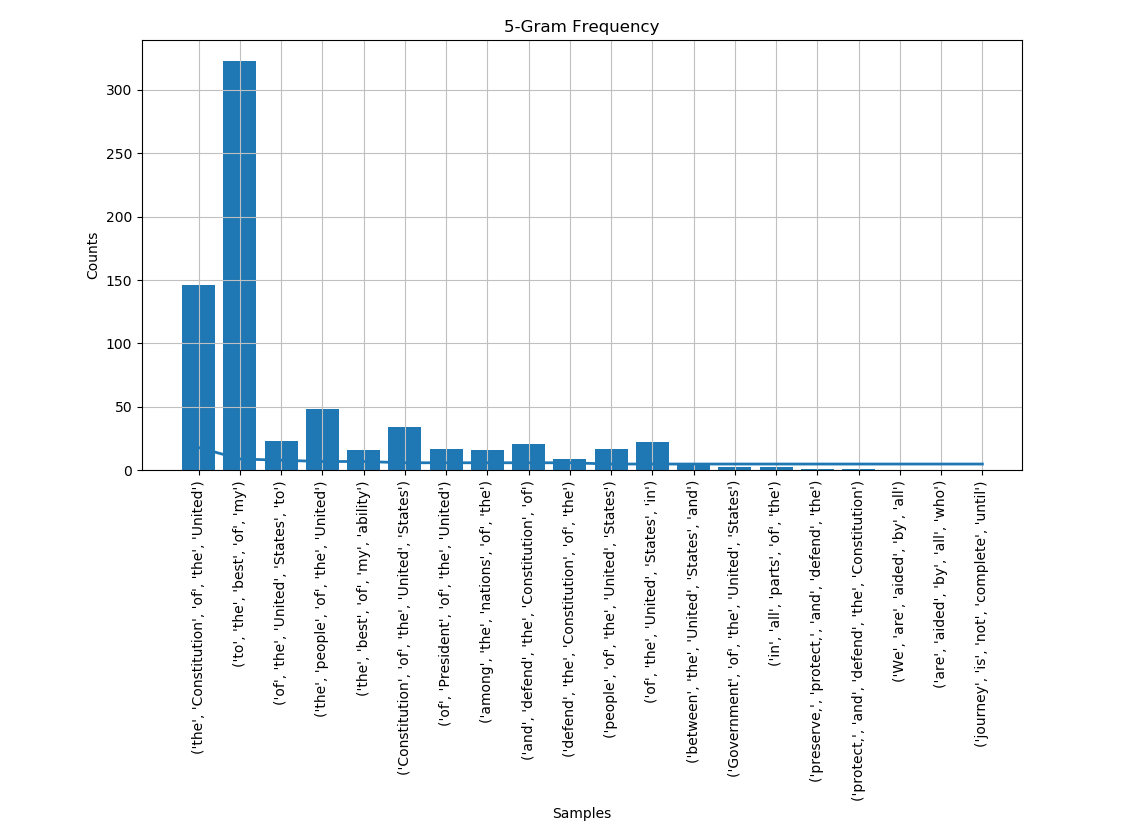 5-Gram Frequency
300
250
200
150
100
50
0
Counts
('the', 'Constitution', 'of', 'the', 'United')
('to', 'the', 'best', 'of', 'my')
('of', 'the', 'United', 'States', 'to')
('the', 'people', 'of', 'the', 'United')
('the', 'best', 'of', 'my', 'ability')
('Constitution', 'of', 'the', 'United', 'States')
('of', 'President', 'of', 'the', 'United')
('among', 'the', 'nations', 'of', 'the')
('and', 'defend', 'the', 'Constitution', 'of')
('defend', 'the', 'Constitution', 'of', 'the')
('people', 'of', 'the', 'United', 'States')
('of', 'the', 'United', 'States', 'in')
('between', 'the', 'United', 'States', 'and')
('Government', 'of', 'the', 'United', 'States')
('in', 'all', 'parts', 'of', 'the')
('preserve,', 'protect,', 'and', 'defend', 'the')
('protect,', 'and', 'defend', 'the', 'Constitution')
('We', 'are', 'aided', 'by', 'all')
('are', 'aided', 'by', 'all', 'who')
('journey', 'is', 'not', 'complete', 'until')
Samples